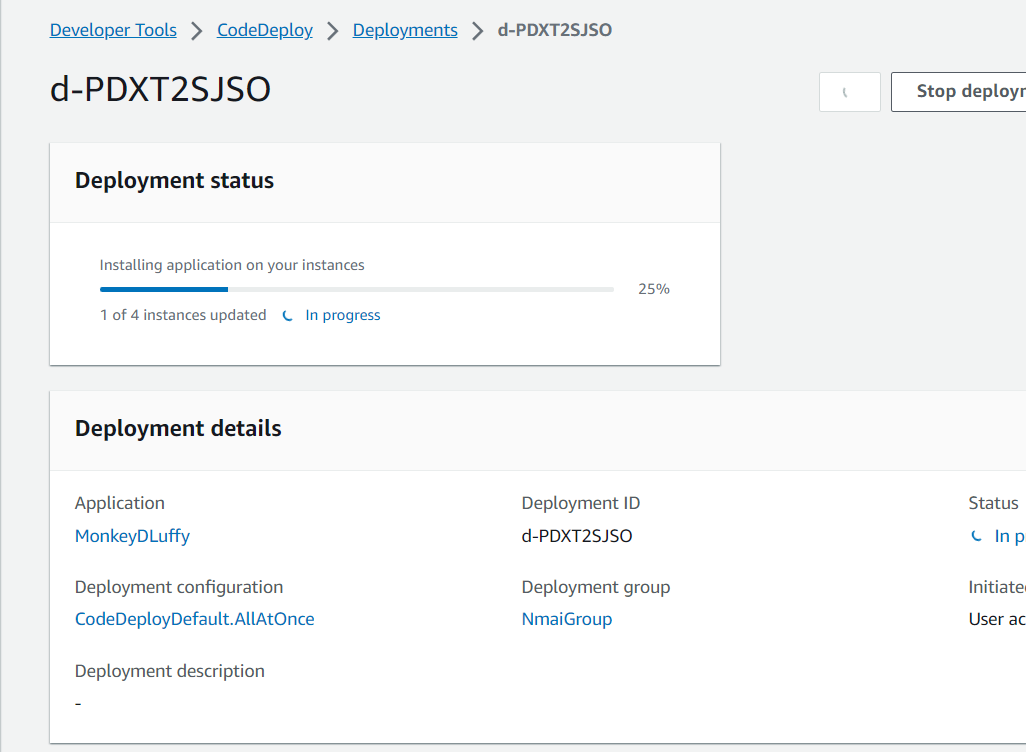 Developer Tools > CodeDeploy > Deployments > d-PDXT2SJSO
d-PDXT2SJSO
Stop deploym
Deployment status
Installing application on your instances
25%
1 of 4 instances updated In progress
Deployment details
Application Deployment ID Status
MonkeyDLuffy d-PDXT2SJSO In p
Deployment configuration Deployment group Initiated
CodeDeployDefault.AllAtOnce NmaiGroup User ac
Deployment description
-